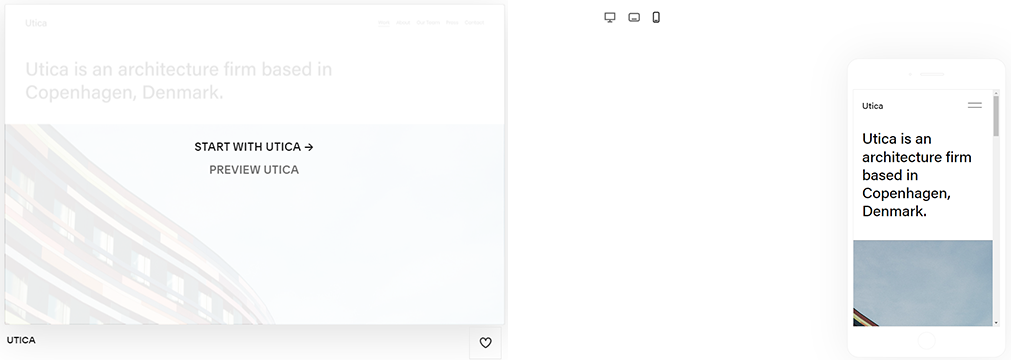 Utica
Work About Our Views Team Contact
Utica is an architecture firm based in
Copenhagen, Denmark.
START WITH UTICA →
PREVIEW UTICA
UTICA
Utica
Utica is an
architecture firm
based in
Copenhagen,
Denmark.